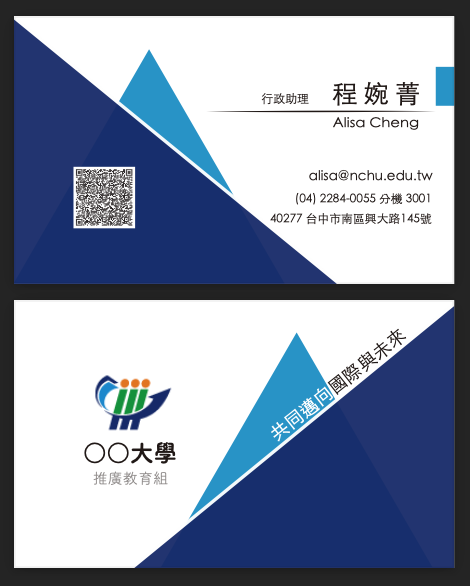 行政助理 程婉菁
Alisa Cheng
alisa@nchu.edu.tw
(04) 2284-0055 分機 3001
40277 台中市南區興大路145號
共同邁向國際與未來
〇〇大學
推廣教育組